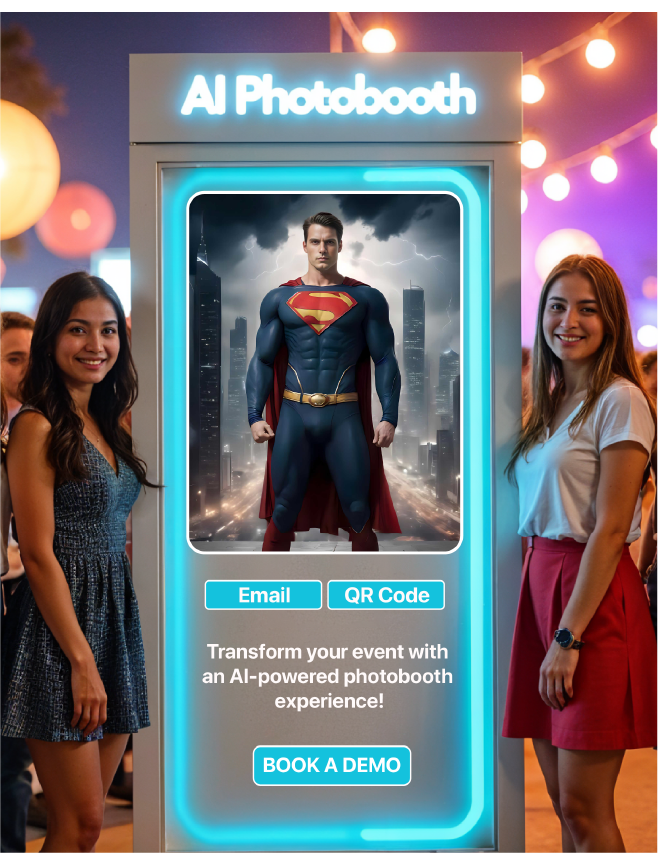 AI Photobooth
Email
QR Code
Transform your event with
an AI-powered photobooth
experience!
BOOK A DEMO